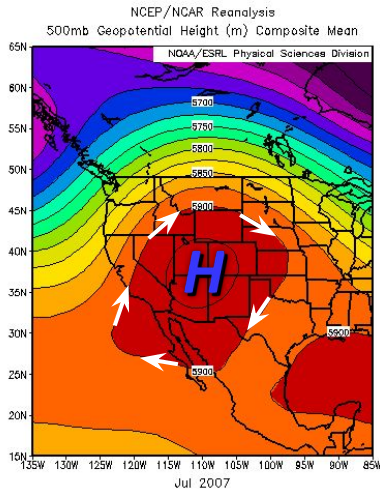 NCEP/NCAR Reanalysis
500mb Geopotential Height (m) Composite Mean
NOAA/ESRL Physical Sciences Division
65N
60N
55N
50N
45N
40N
35N
30N
25N
20N
15N
5700
5750
5800
5850
5900
H
5900
5900
135W 130W 125W 120W 115W 110W 105W 100W 95W 90W 85W
Jul 2007